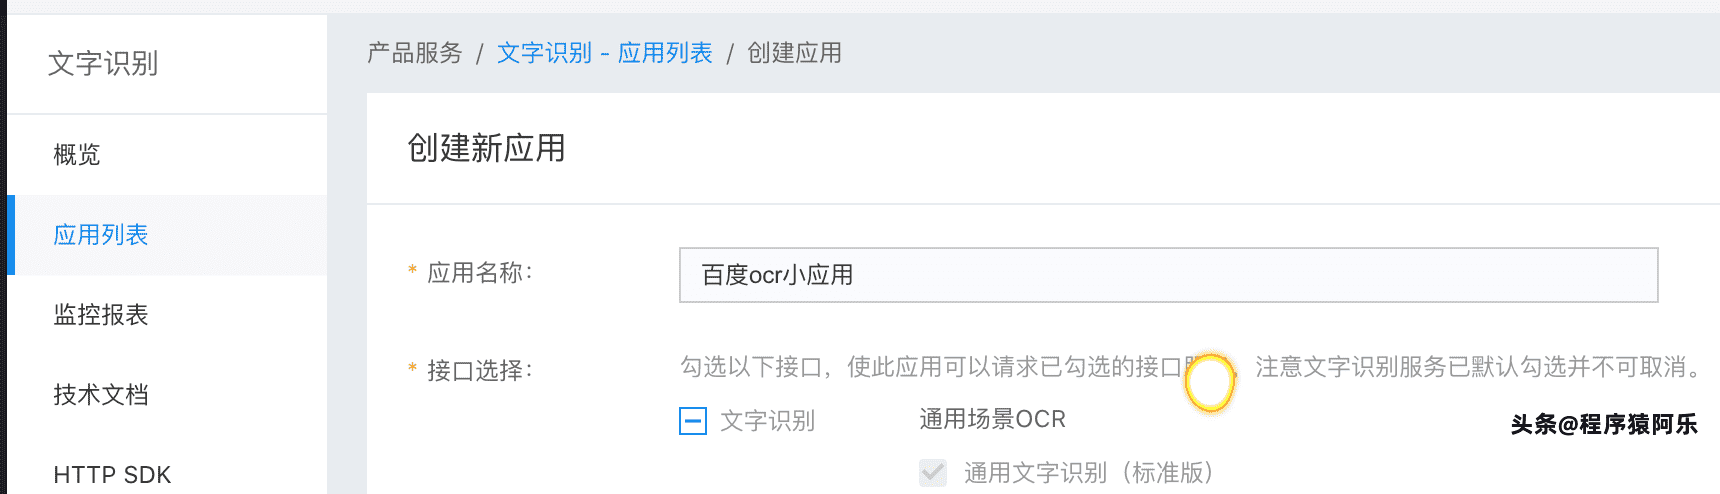 文字识别
概览
应用列表
监控报表
技术文档
HTTP SDK
产品服务 / 文字识别 - 应用列表 / 创建应用
创建新应用
* 应用名称：
百度ocr小应用
* 接口选择：
勾选以下接口，使此应用可以请求已勾选的接口 注意文字识别服务已默认勾选并不可取消。
文字识别
通用场景OCR
通用文字识别（标准版）
头条@程序猿阿乐